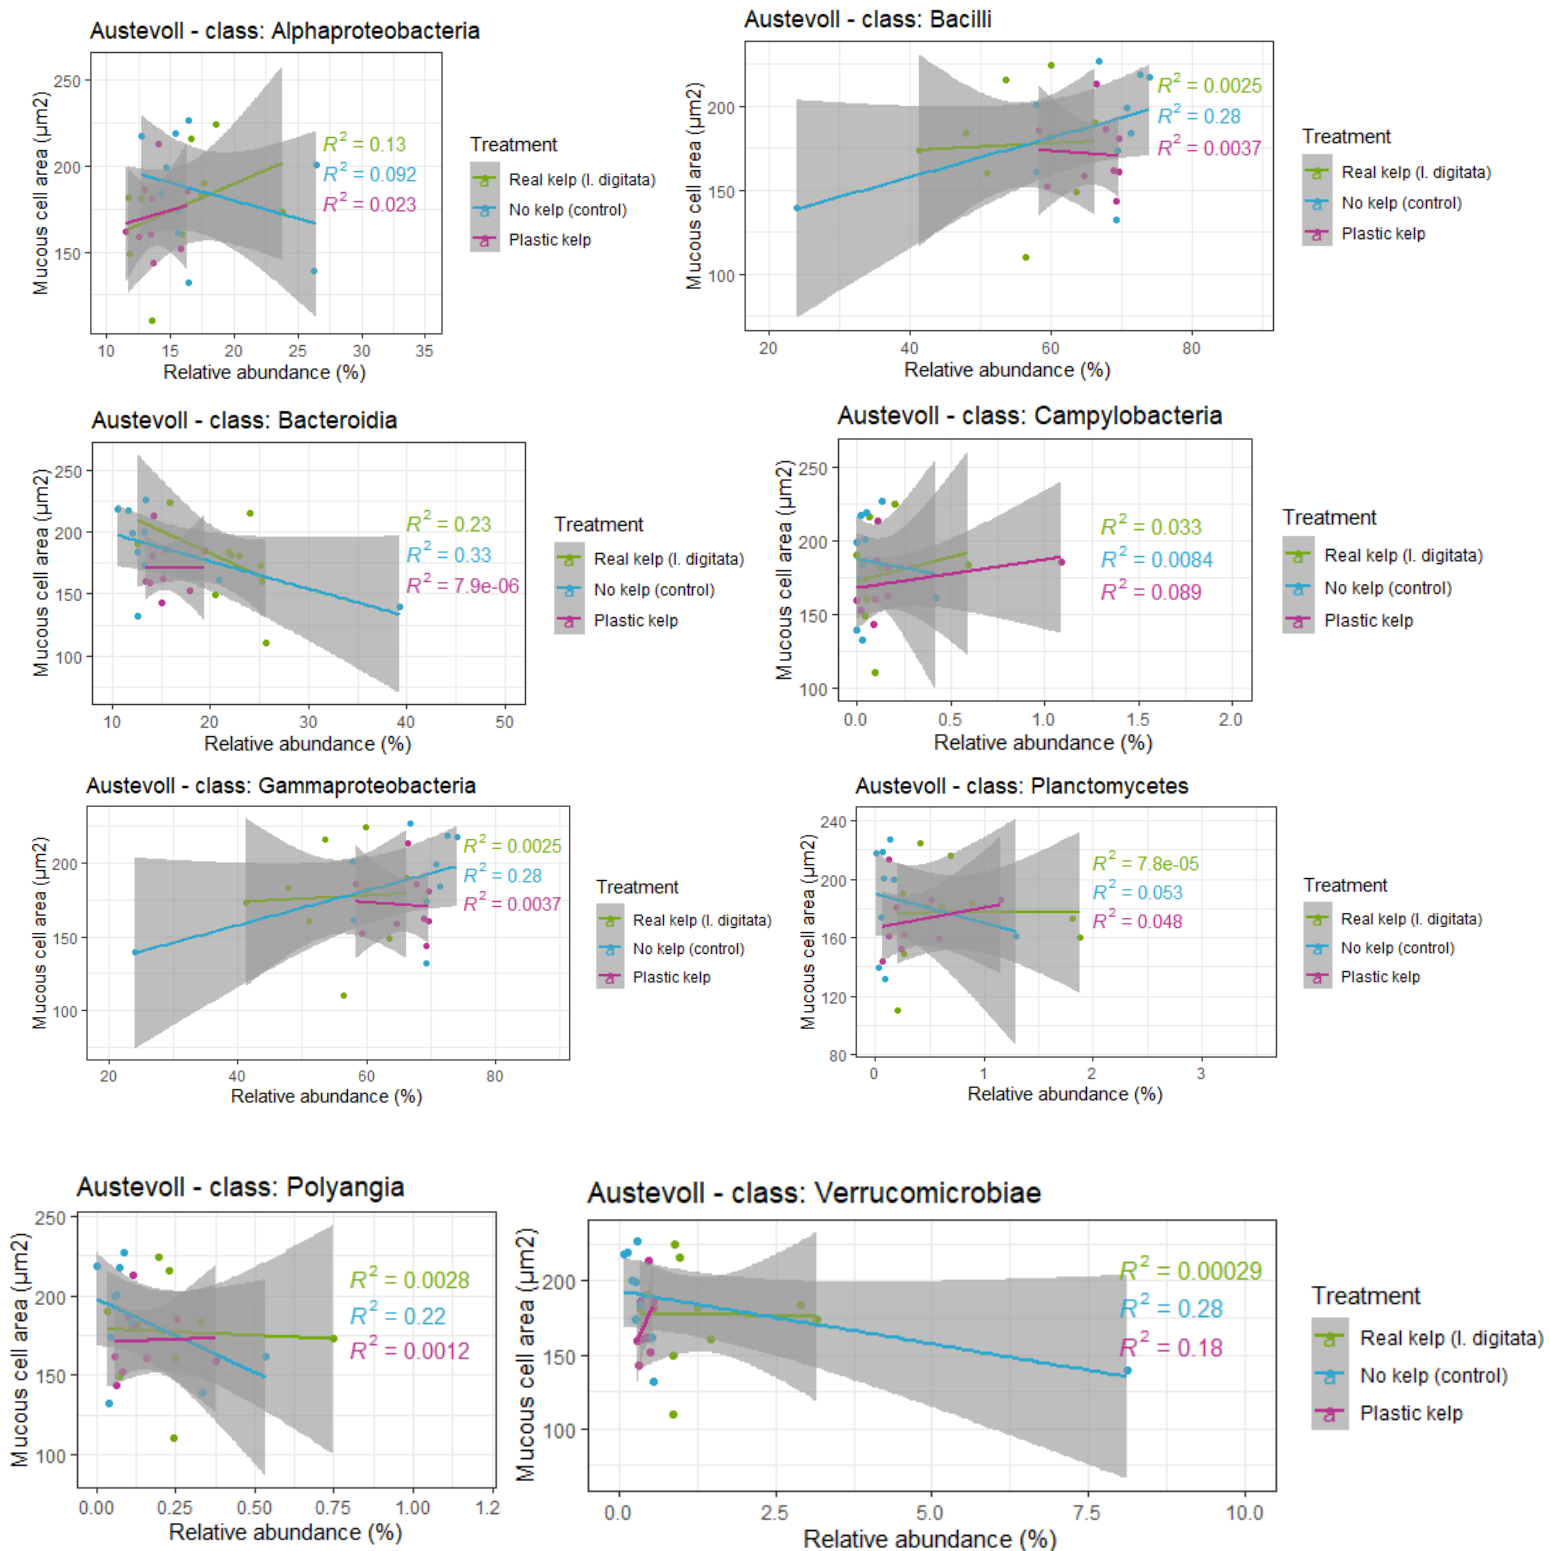 Austevoll - class: Alphaproteobacteria
Mucous cell area (µm2)
250
200
150
R² = 0.13
R² = 0.092
R² = 0.023
10 15 20 25 30 35
Relative abundance (%)
Treatment
Real kelp (l. digitata)
No kelp (control)
Plastic kelp
Austevoll - class: Bacilli
Mucous cell area (µm2)
200
150
100
R² = 0.0025
R² = 0.28
R² = 0.0037
20 40 60 80
Relative abundance (%)
Treatment
a Real kelp (l. digitata)
a No kelp (control)
a Plastic kelp
Austevoll - class: Bacteroidia
Mucous cell area (µm2)
250
200
150
100
R² = 0.23
R² = 0.33
R² = 7.9e-06
10 20 30 40 50
Relative abundance (%)
Treatment
a Real kelp (l. digitata)
a No kelp (control)
a Plastic kelp
Austevoll - class: Campylobacteria
Mucous cell area (µm2)
250
200
150
100
R² = 0.033
R² = 0.0084
R² = 0.089
0.0 0.5 1.0 1.5 2.0
Relative abundance (%)
Treatment
a Real kelp (l. digitata)
a No kelp (control)
a Plastic kelp
Austevoll - class: Gammaproteobacteria
Mucous cell area (µm2)
200
150
100
R² = 0.0025
R² = 0.28
R² = 0.0037
20 40 60 80
Relative abundance (%)
Treatment
a Real kelp (l. digitata)
a No kelp (control)
a Plastic kelp
Austevoll - class: Planctomycetes
Mucous cell area (µm2)
240
200
160
120
80
R² = 7.8e-05
R² = 0.053
R² = 0.048
0 1 2 3
Relative abundance (%)
Treatment
a Real kelp (l. digitata)
a No kelp (control)
a Plastic kelp
Austevoll - class: Polyangia
Mucous cell area (µm2)
250
200
150
100
R² = 0.0028
R² = 0.22
R² = 0.0012
0.00 0.25 0.50 0.75 1.00 1.2
Relative abundance (%)
Austevoll - class: Verrucomicrobiae
Mucous cell area (µm2)
200
150
100
R² = 0.00029
R² = 0.28
R² = 0.18
0.0 2.5 5.0 7.5 10.0
Relative abundance (%)
Treatment
a Real kelp (l. digitata)
a No kelp (control)
a Plastic kelp